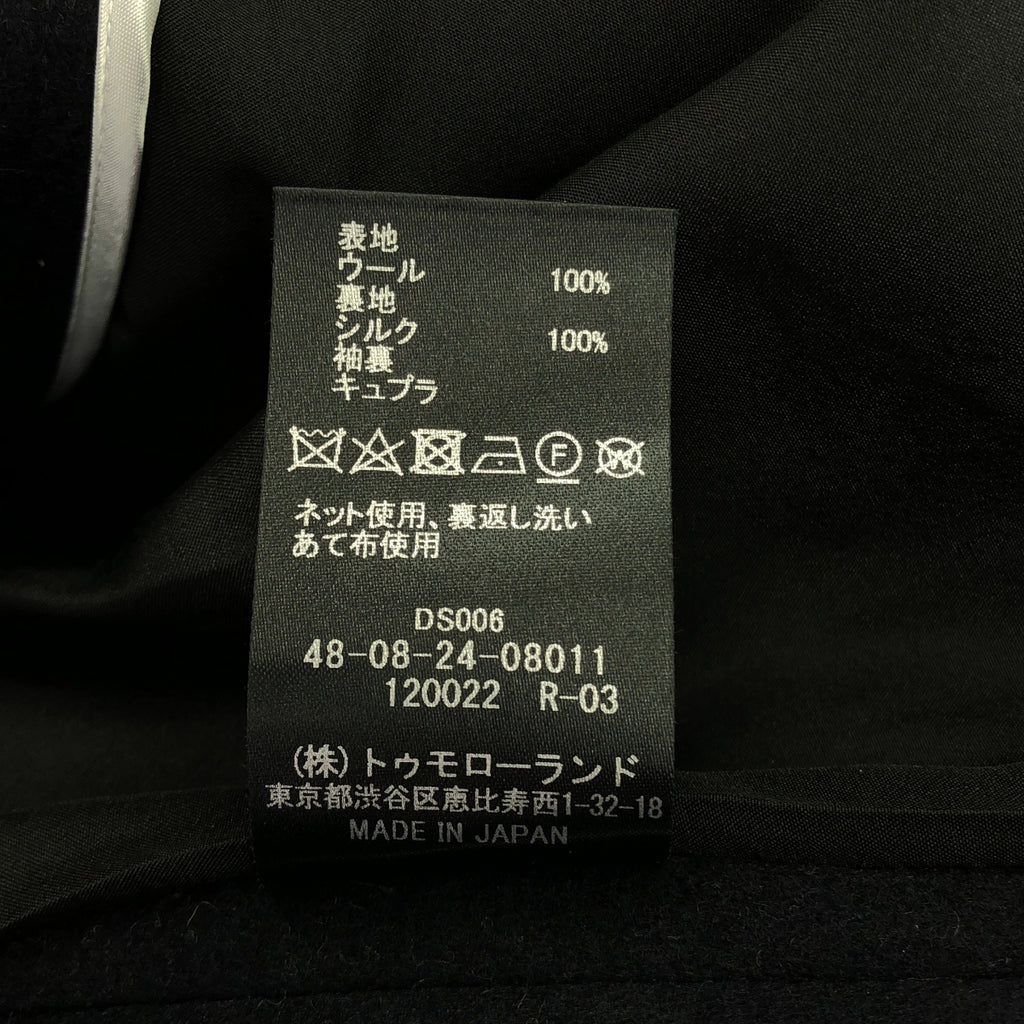 表地
ウール 100%
裏地
シルク 100%
袖裏
キュプラ
F W
ネット使用、裏返し洗い
あて布使用
DS006
48-08-24-08011
120022 R-03
(株)トゥモローランド
東京都渋谷区恵比寿西1-32-18
MADE IN JAPAN